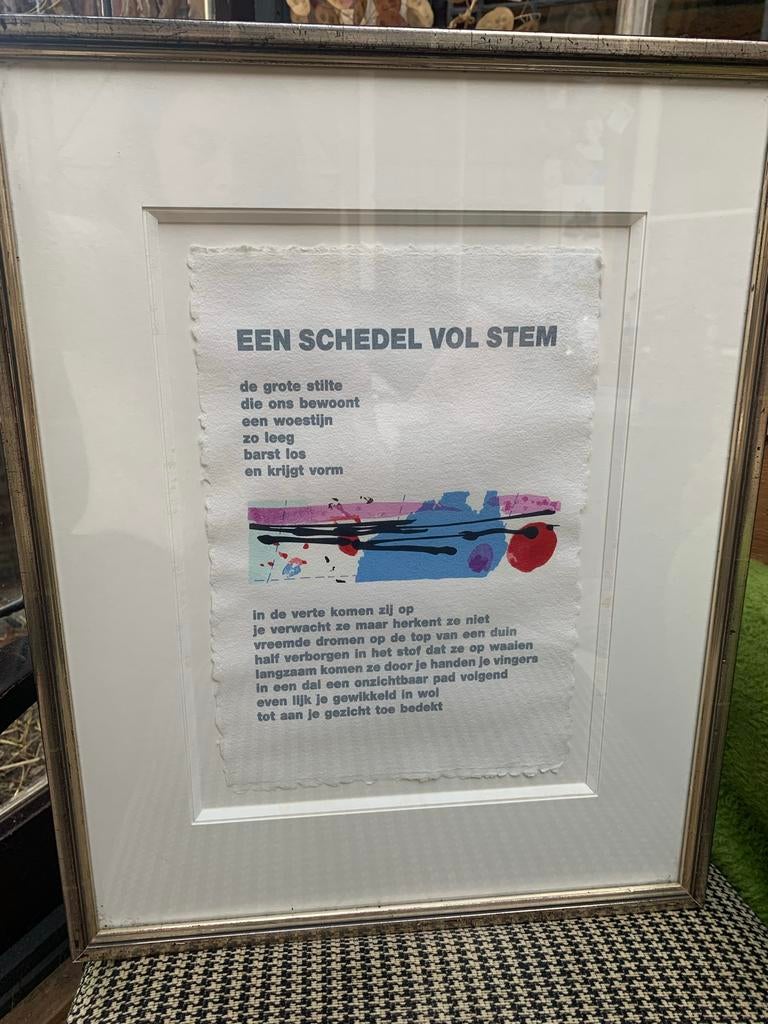 EEN SCHEDEL VOL STEM
de grote stilte
die ons bewoont
een woestijn
zo leeg
barst los
en krijgt vorm
in de verte komen zij op
je verwacht ze maar herkent ze niet
vreemde dromen op de top van een duin
half verborgen in het stof dat ze op waaien
langzaam komen ze door je handen je vingers
in een dal een onzichtbaar pad volgend
even lijk je gewikkeld in wol
tot aan je gezicht toe bedekt